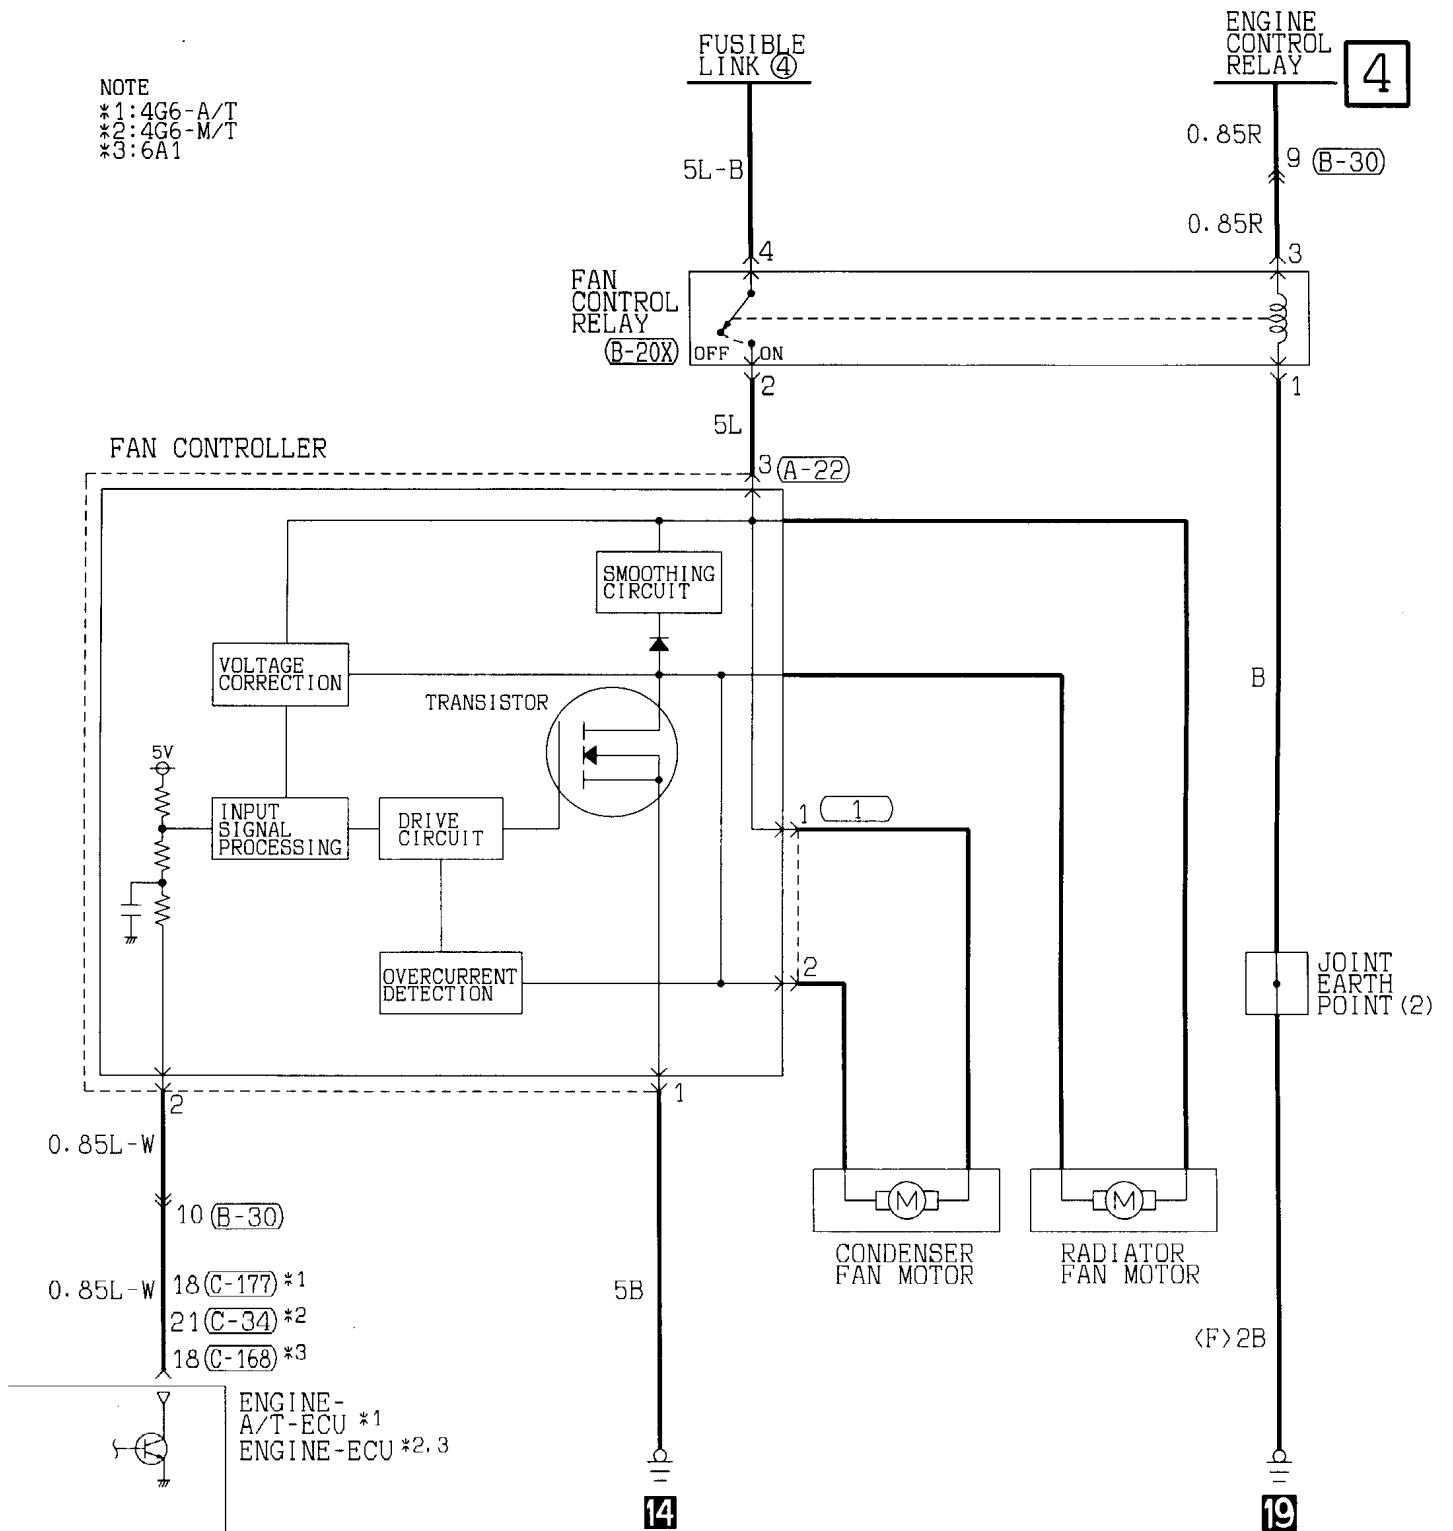 FUSIBLE
LINK ④
ENGINE
CONTROL
RELAY
4
NOTE
*1:4G6-A/T
*2:4G6-M/T
*3:6A1
0.85R
9 (B-30)
5L-B
0.85R
4
3
FAN
CONTROL
RELAY
(B-20X)
OFF
ON
2
1
5L
FAN CONTROLLER
3 (A-22)
SMOOTHING
CIRCUIT
VOLTAGE
CORRECTION
TRANSISTOR
B
5V
INPUT
SIGNAL
PROCESSING
DRIVE
CIRCUIT
1 ( 1 )
OVERCURRENT
DETECTION
2
JOINT
EARTH
POINT (2)
2
1
0.85L-W
10 (B-30)
M
M
CONDENSER
FAN MOTOR
RADIATOR
FAN MOTOR
0.85L-W
18 (C-177) *1
21 (C-34) *2
18 (C-168) *3
5B
<F>2B
ENGINE-
A/T-ECU *1
ENGINE-ECU *2,3
14
19